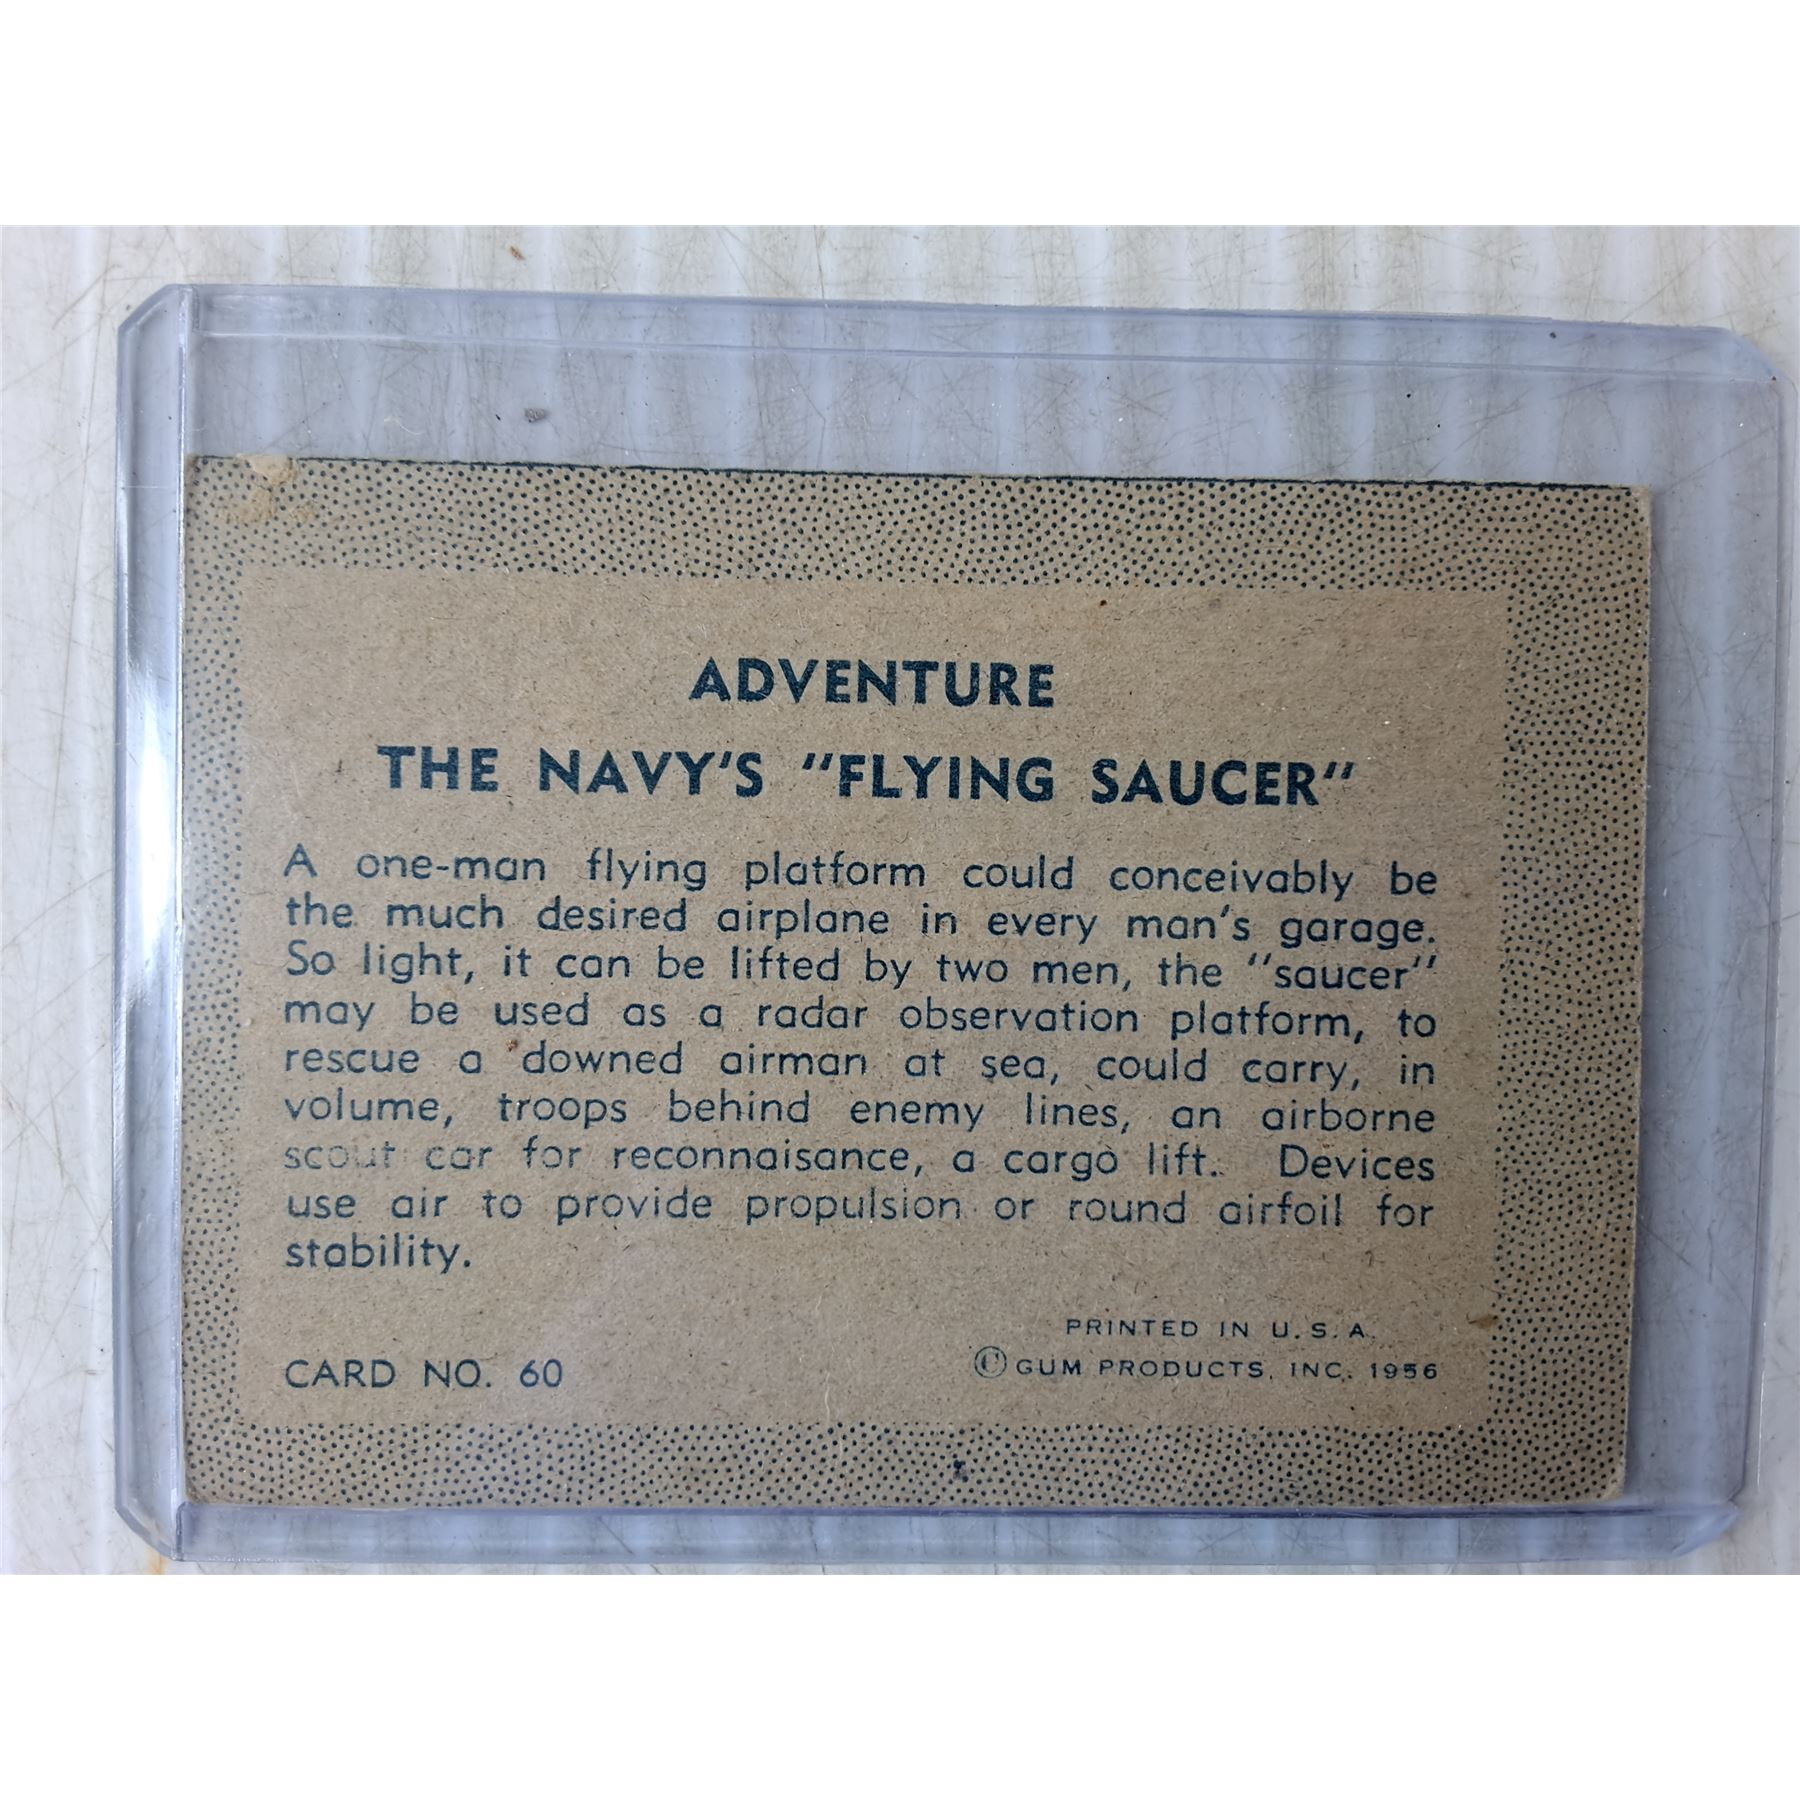 ADVENTURE
THE NAVY'S "FLYING SAUCER"
A one-man flying platform could conceivably be
the much desired airplane in every man's garage.
So light, it can be lifted by two men, the "saucer"
may be used as a radar observation platform, to
rescue a downed airman at sea, could carry, in
volume, troops behind enemy lines, an airborne
scout car for reconnaisance, a cargo lift. Devices
use air to provide propulsion or round airfoil for
stability.
PRINTED IN U.S.A.
CARD NO. 60 © GUM PRODUCTS, INC. 1956